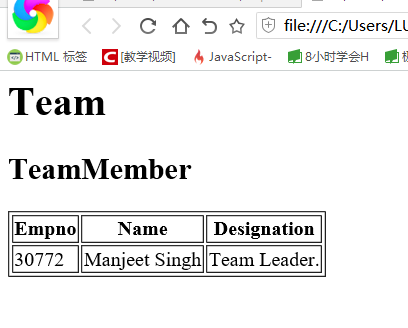 file:///C:/Users/LU
HTML 标签 [教学视频] JavaScript- 8小时学会H
Team
TeamMember
Empno Name Designation
30772 Manjeet Singh Team Leader.